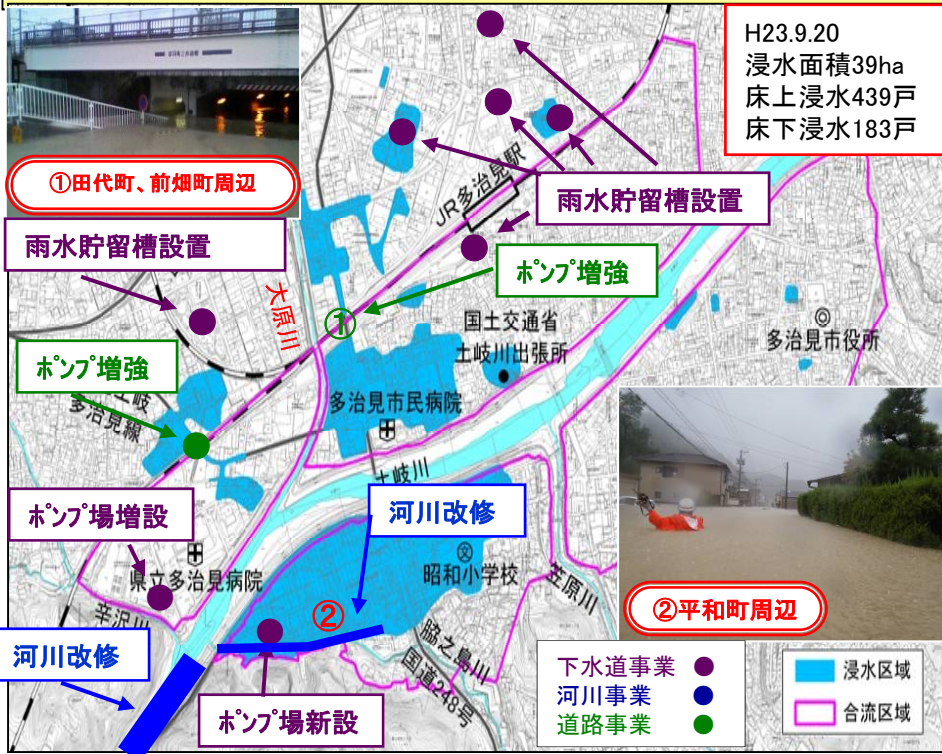 H23.9.20
浸水面積39ha
床上浸水439戸
床下浸水183戸
①田代町、前畑町周辺
雨水貯留槽設置
雨水貯留槽設置
JR多治見駅
ポンプ増強
大原川
①
国土交通省
土岐川出張所
多治見市役所
ポンプ増強
土岐
多治見線
多治見市民病院
土岐川
河川改修
ポンプ場増設
県立多治見病院
昭和小学校
文
笠原川
辛沢川
②
脇之島川
国道248号
②平和町周辺
河川改修
ポンプ場新設
下水道事業
河川事業
道路事業
浸水区域
合流区域